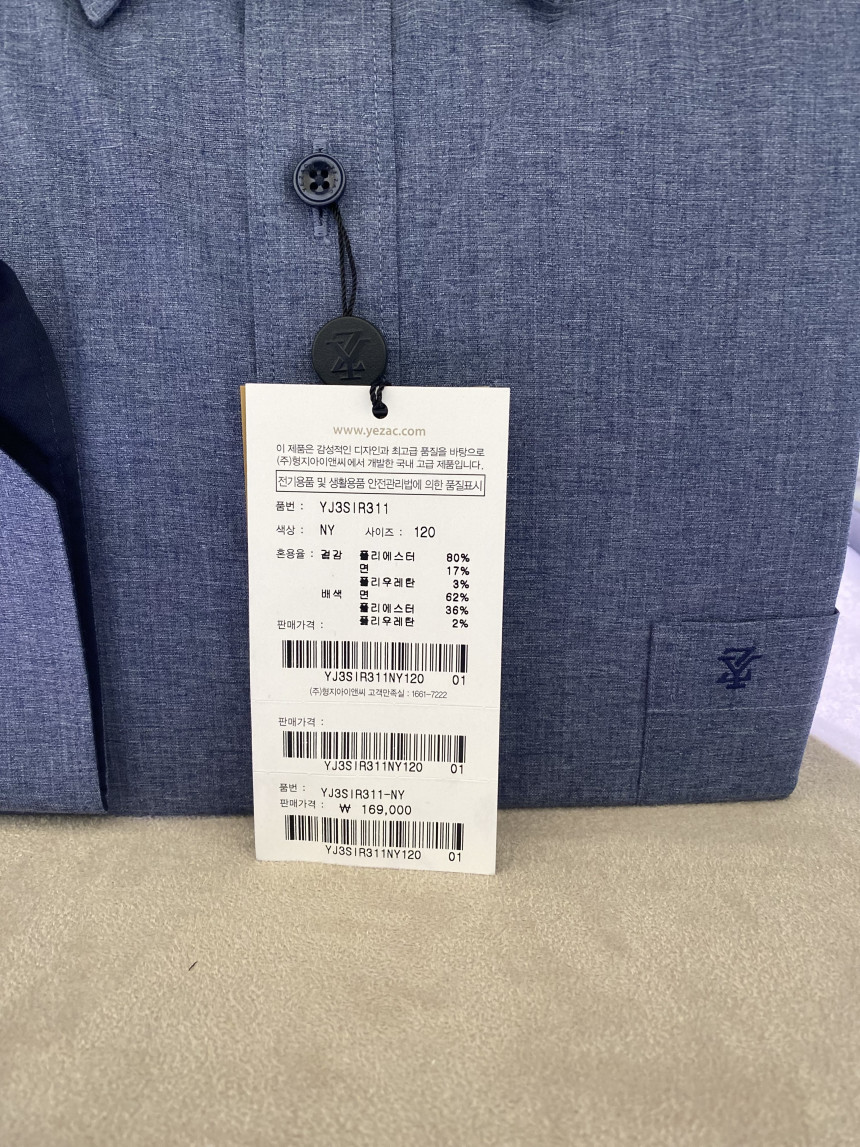 www.yezac.com
이 제품은 감성적인 디자인과 최고급 품질을 바탕으로
(주)형지아이앤씨에서 개발한 국내 고급 제품입니다.
전기용품 및 생활용품 안전관리법에 의한 품질표시
품번 : YJ3SIR311
색상 : NY 사이즈 : 120
혼용율 : 겉감 폴리에스터 80%
면 17%
폴리우레탄 3%
배색 면 62%
폴리에스터 36%
폴리우레탄 2%
판매가격 :
YJ3SIR311NY120 01
(주)형지아이앤씨 고객만족실 : 1661-7222
판매가격 :
YJ3SIR311NY120 01
품번 : YJ3SIR311-NY
판매가격 : ₩ 169,000
YJ3SIR311NY120 01